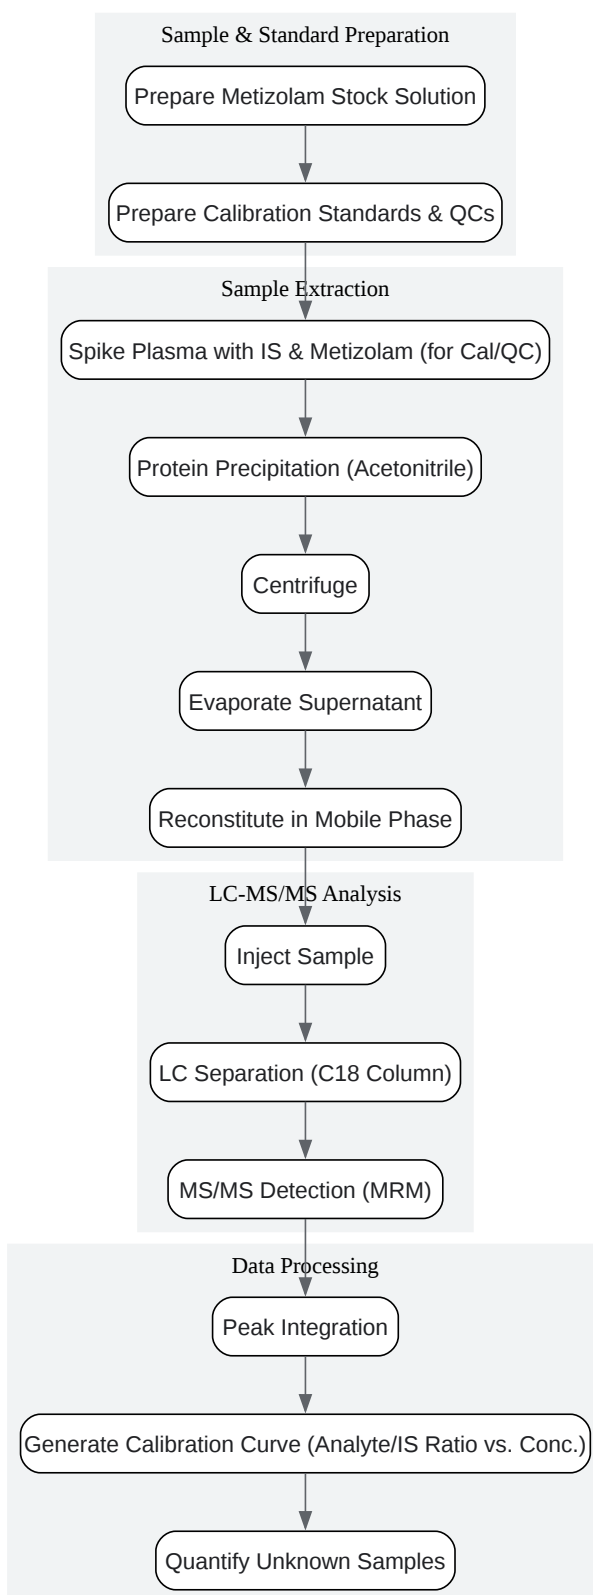 Sample & Standard Preparation
Prepare Metizolam Stock Solution
Prepare Calibration Standards & QCs
Sample Extraction
Spike Plasma with IS & Metizolam (for Cal/QC)
Protein Precipitation (Acetonitrile)
Centrifuge
Evaporate Supernatant
Reconstitute in Mobile Phase
LC-MS/MS Analysis
Inject Sample
LC Separation (C18 Column)
MS/MS Detection (MRM)
Data Processing
Peak Integration
Generate Calibration Curve (Analyte/IS Ratio vs. Conc.)
Quantify Unknown Samples